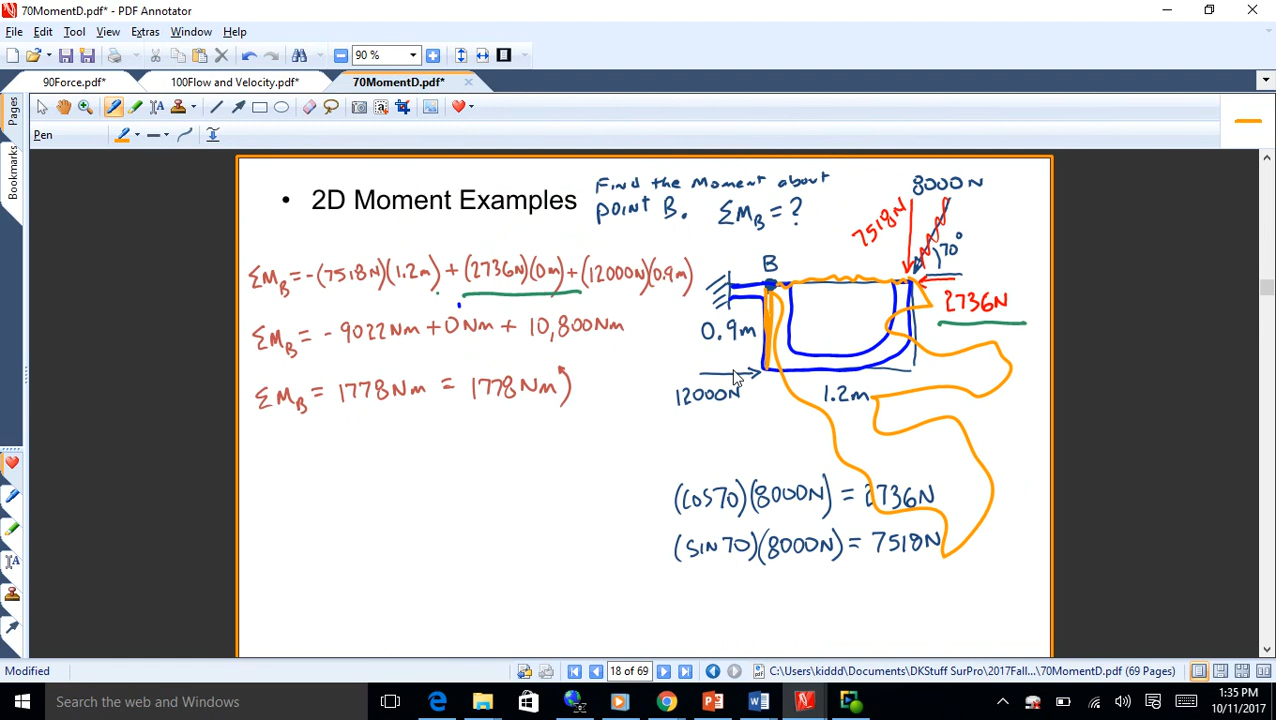 70MomentD.pdf* - PDF Annotator
File Edit Tool Extras Window Help
90 %
90Force.pdf* 100Flow and Velocity.pdf* 70MomentD.pdf*
Pen
Pages
Bookmarks
• 2D Moment Examples
Find the Moment about
point B. ΣM_B = ?
8000N
7518N
70°
B
2736N
0.9m
12000N
1.2m
ΣM_B = -(7518N)(1.2m) + (2736N)(0m) + (12000N)(0.9m)
ΣM_B = -9022Nm + 0Nm + 10,800Nm
ΣM_B = 1778Nm = 1778Nm
(cos70)(8000N) = 2736N
(sin70)(8000N) = 7518N
Modified
18 of 69
C:\Users\kiddd\Documents\DKStuff SurPro\2017Fall...\70MomentD.pdf (69 Pages)
Search the web and Windows
1:35 PM
10/11/2017